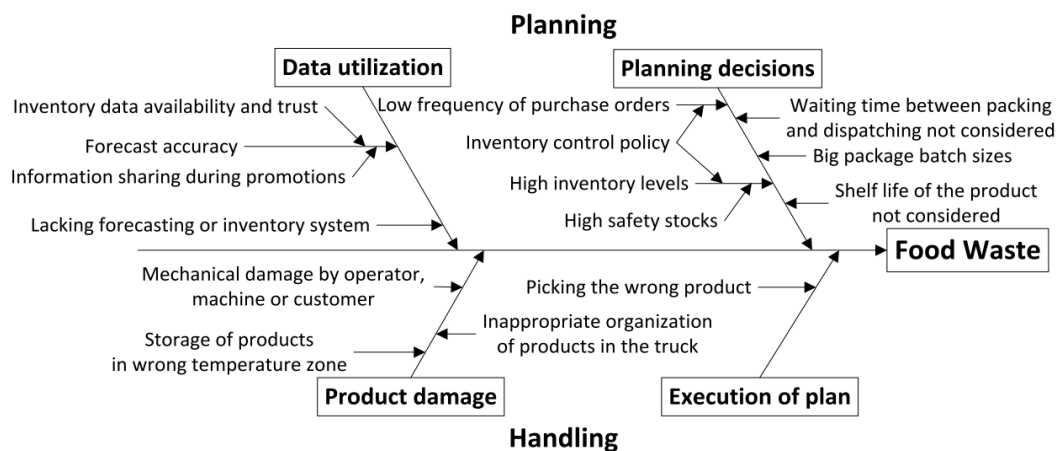 Planning
Data utilization
Planning decisions
Inventory data availability and trust
Low frequency of purchase orders
Waiting time between packing
and dispatching not considered
Forecast accuracy
Inventory control policy
Big package batch sizes
Information sharing during promotions
High inventory levels
Shelf life of the product
not considered
Lacking forecasting or inventory system
High safety stocks
Food Waste
Mechanical damage by operator,
machine or customer
Picking the wrong product
Storage of products
in wrong temperature zone
Inappropriate organization
of products in the truck
Product damage
Execution of plan
Handling